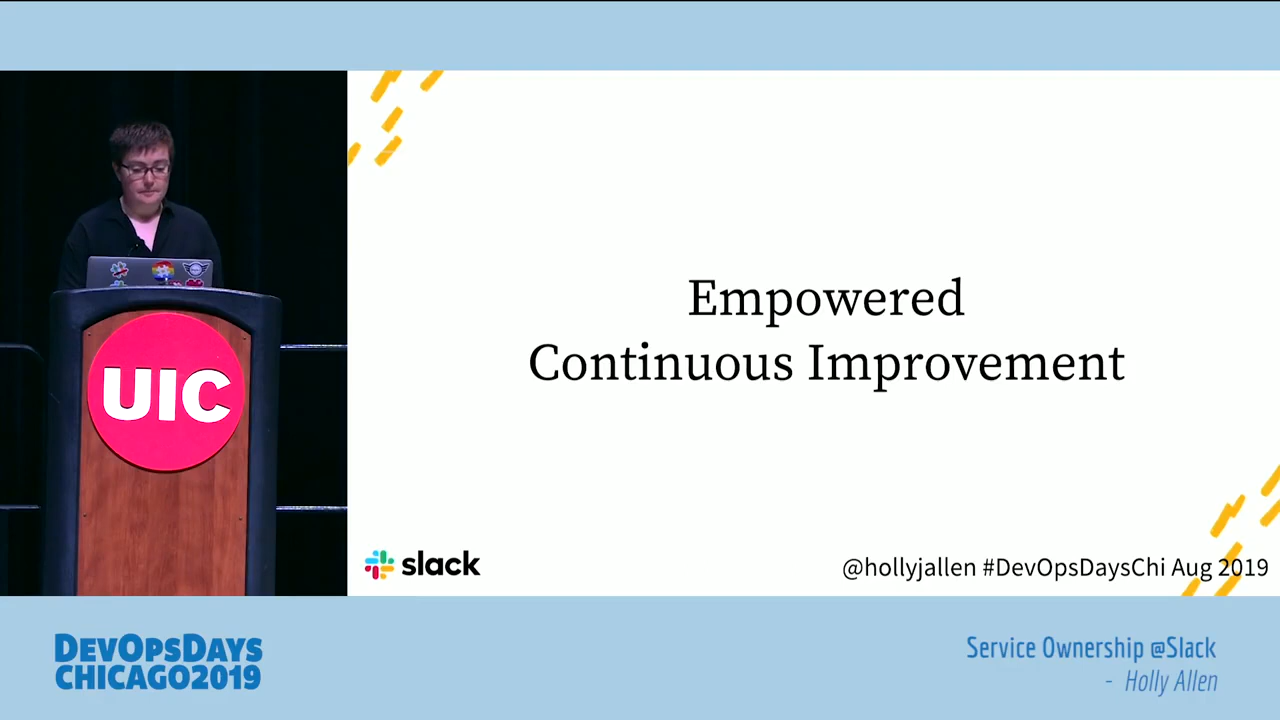 Empowered
Continuous Improvement
UIC
slack
@hollyjallen #DevOpsDaysChi Aug 2019
DEVOPSDAYS
CHICAGO2019
Service Ownership @Slack
- Holly Allen